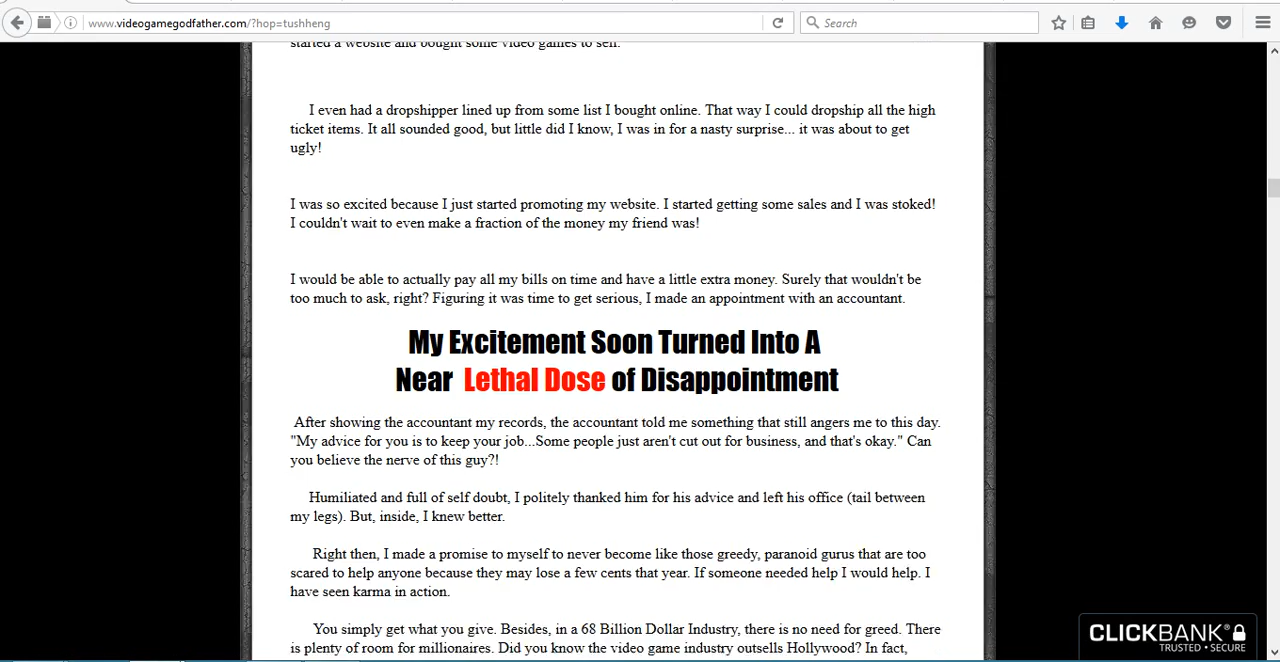 www.videogamegodfather.com/?hop=tushheng
Search
started a website and bought some video games to sell.
I even had a dropshipper lined up from some list I bought online. That way I could dropship all the high
ticket items. It all sounded good, but little did I know, I was in for a nasty surprise... it was about to get
ugly!
I was so excited because I just started promoting my website. I started getting some sales and I was stoked!
I couldn't wait to even make a fraction of the money my friend was!
I would be able to actually pay all my bills on time and have a little extra money. Surely that wouldn't be
too much to ask, right? Figuring it was time to get serious, I made an appointment with an accountant.
My Excitement Soon Turned Into A
Near Lethal Dose of Disappointment
After showing the accountant my records, the accountant told me something that still angers me to this day.
"My advice for you is to keep your job...Some people just aren't cut out for business, and that's okay." Can
you believe the nerve of this guy?!
Humiliated and full of self doubt, I politely thanked him for his advice and left his office (tail between
my legs). But, inside, I knew better.
Right then, I made a promise to myself to never become like those greedy, paranoid gurus that are too
scared to help anyone because they may lose a few cents that year. If someone needed help I would help. I
have seen karma in action.
You simply get what you give. Besides, in a 68 Billion Dollar Industry, there is no need for greed. There
is plenty of room for millionaires. Did you know the video game industry outsells Hollywood? In fact,
CLICKBANK®
TRUSTED • SECURE